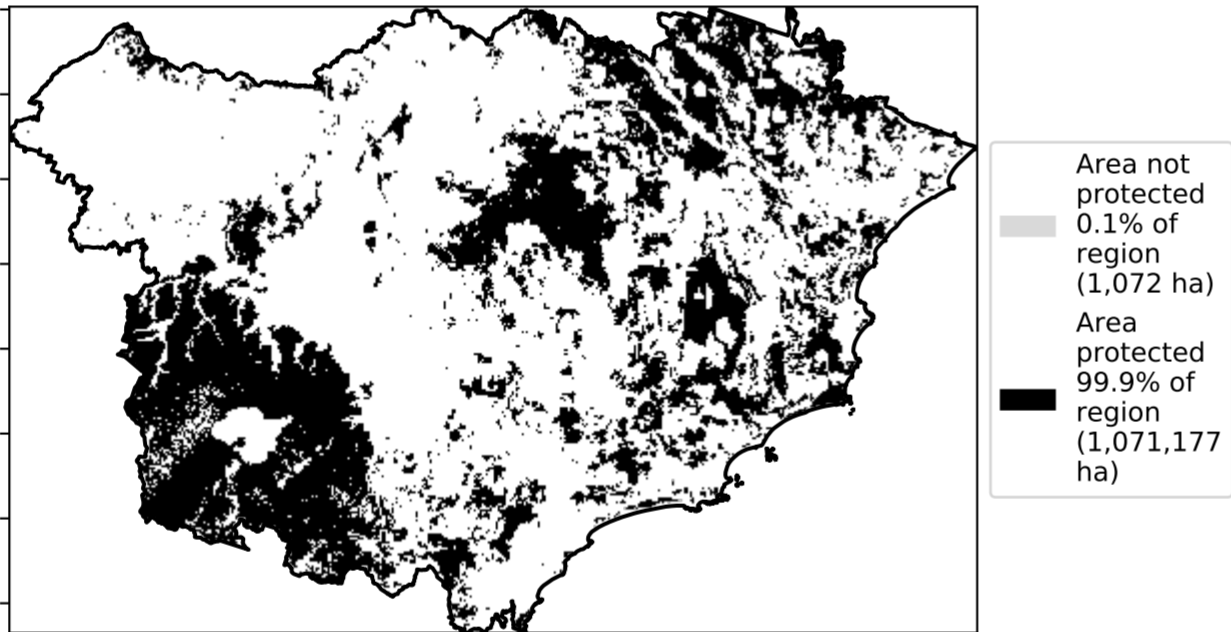 Area not
protected
0.1% of
region
(1,072 ha)
Area
protected
99.9% of
region
(1,071,177
ha)